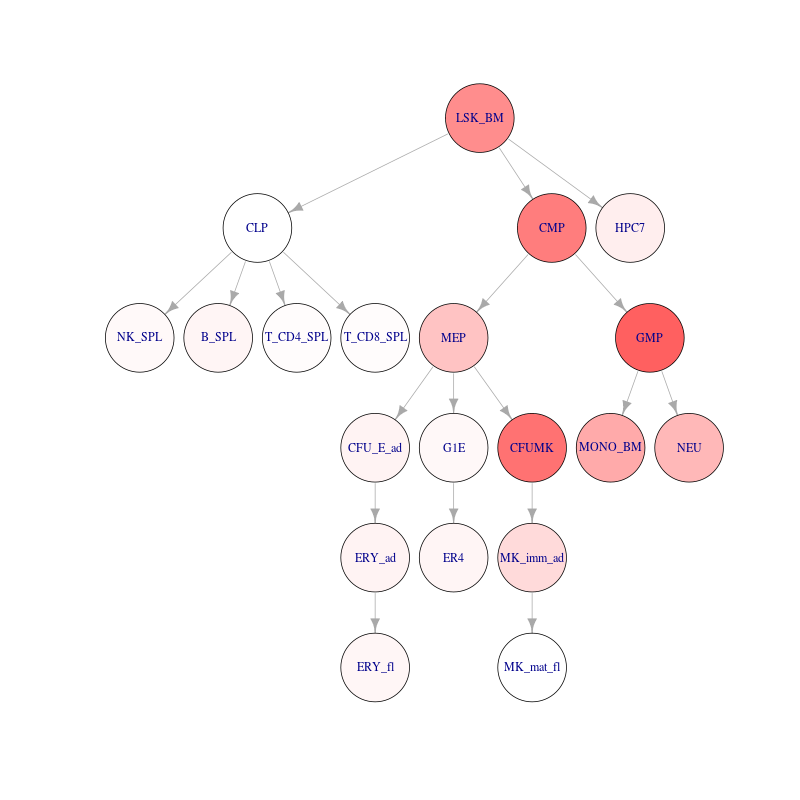 LSK_BM
CLP
CMP
HPC7
NK_SPL
B_SPL
T_CD4_SPL
T_CD8_SPL
MEP
GMP
CFU_E_ad
G1E
CFUMK
MONO_BM
NEU
ERY_ad
ER4
MK_imm_ad
ERY_fl
MK_mat_fl